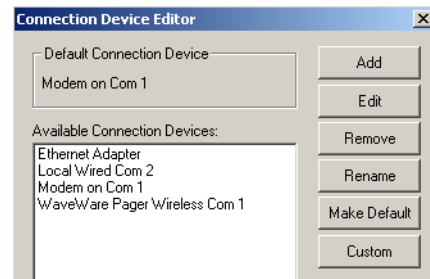 Connection Device Editor
Default Connection Device
Modem on Com 1
Add
Edit
Available Connection Devices:
Remove
Ethernet Adapter
Local Wired Com 2
Modem on Com 1
WaveWare Pager Wireless Com 1
Rename
Make Default
Custom